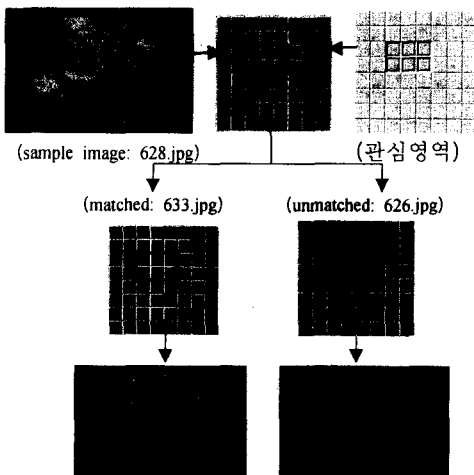 (sample image: 628.jpg)
(관심영역)
(matched: 633.jpg)
(unmatched: 626.jpg)